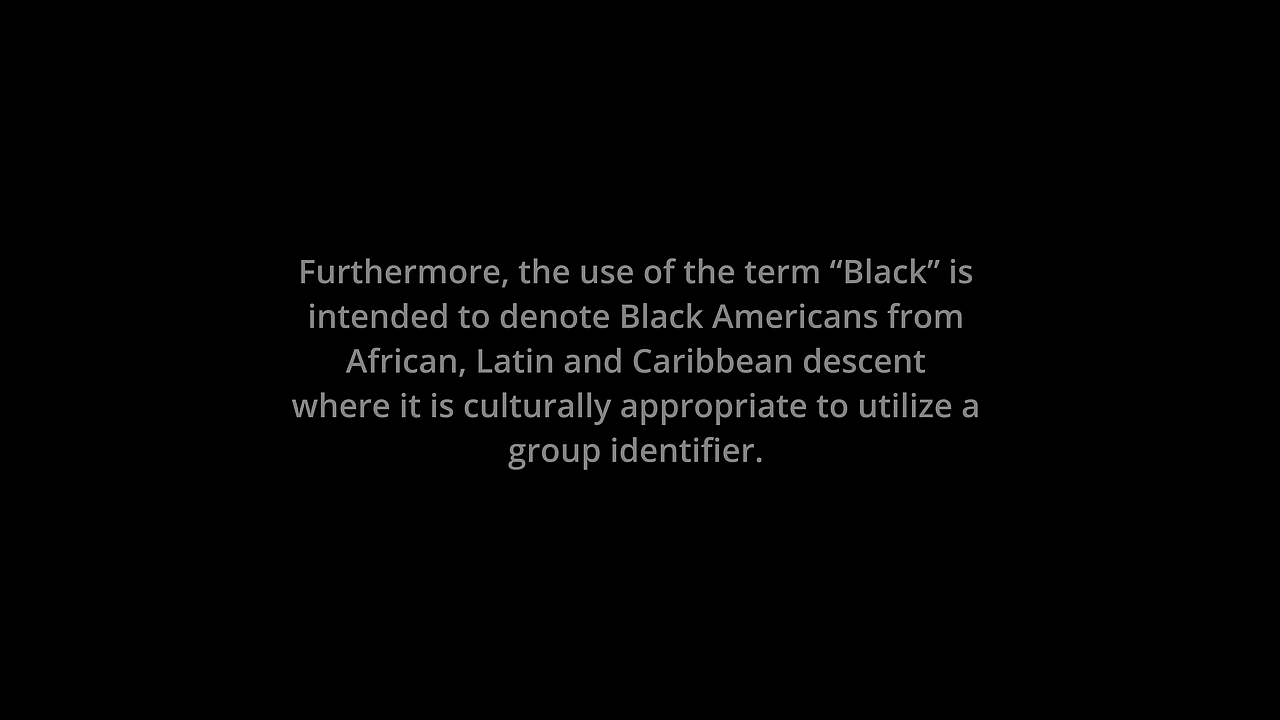 Furthermore, the use of the term “Black” is
intended to denote Black Americans from
African, Latin and Caribbean descent
where it is culturally appropriate to utilize a
group identifier.